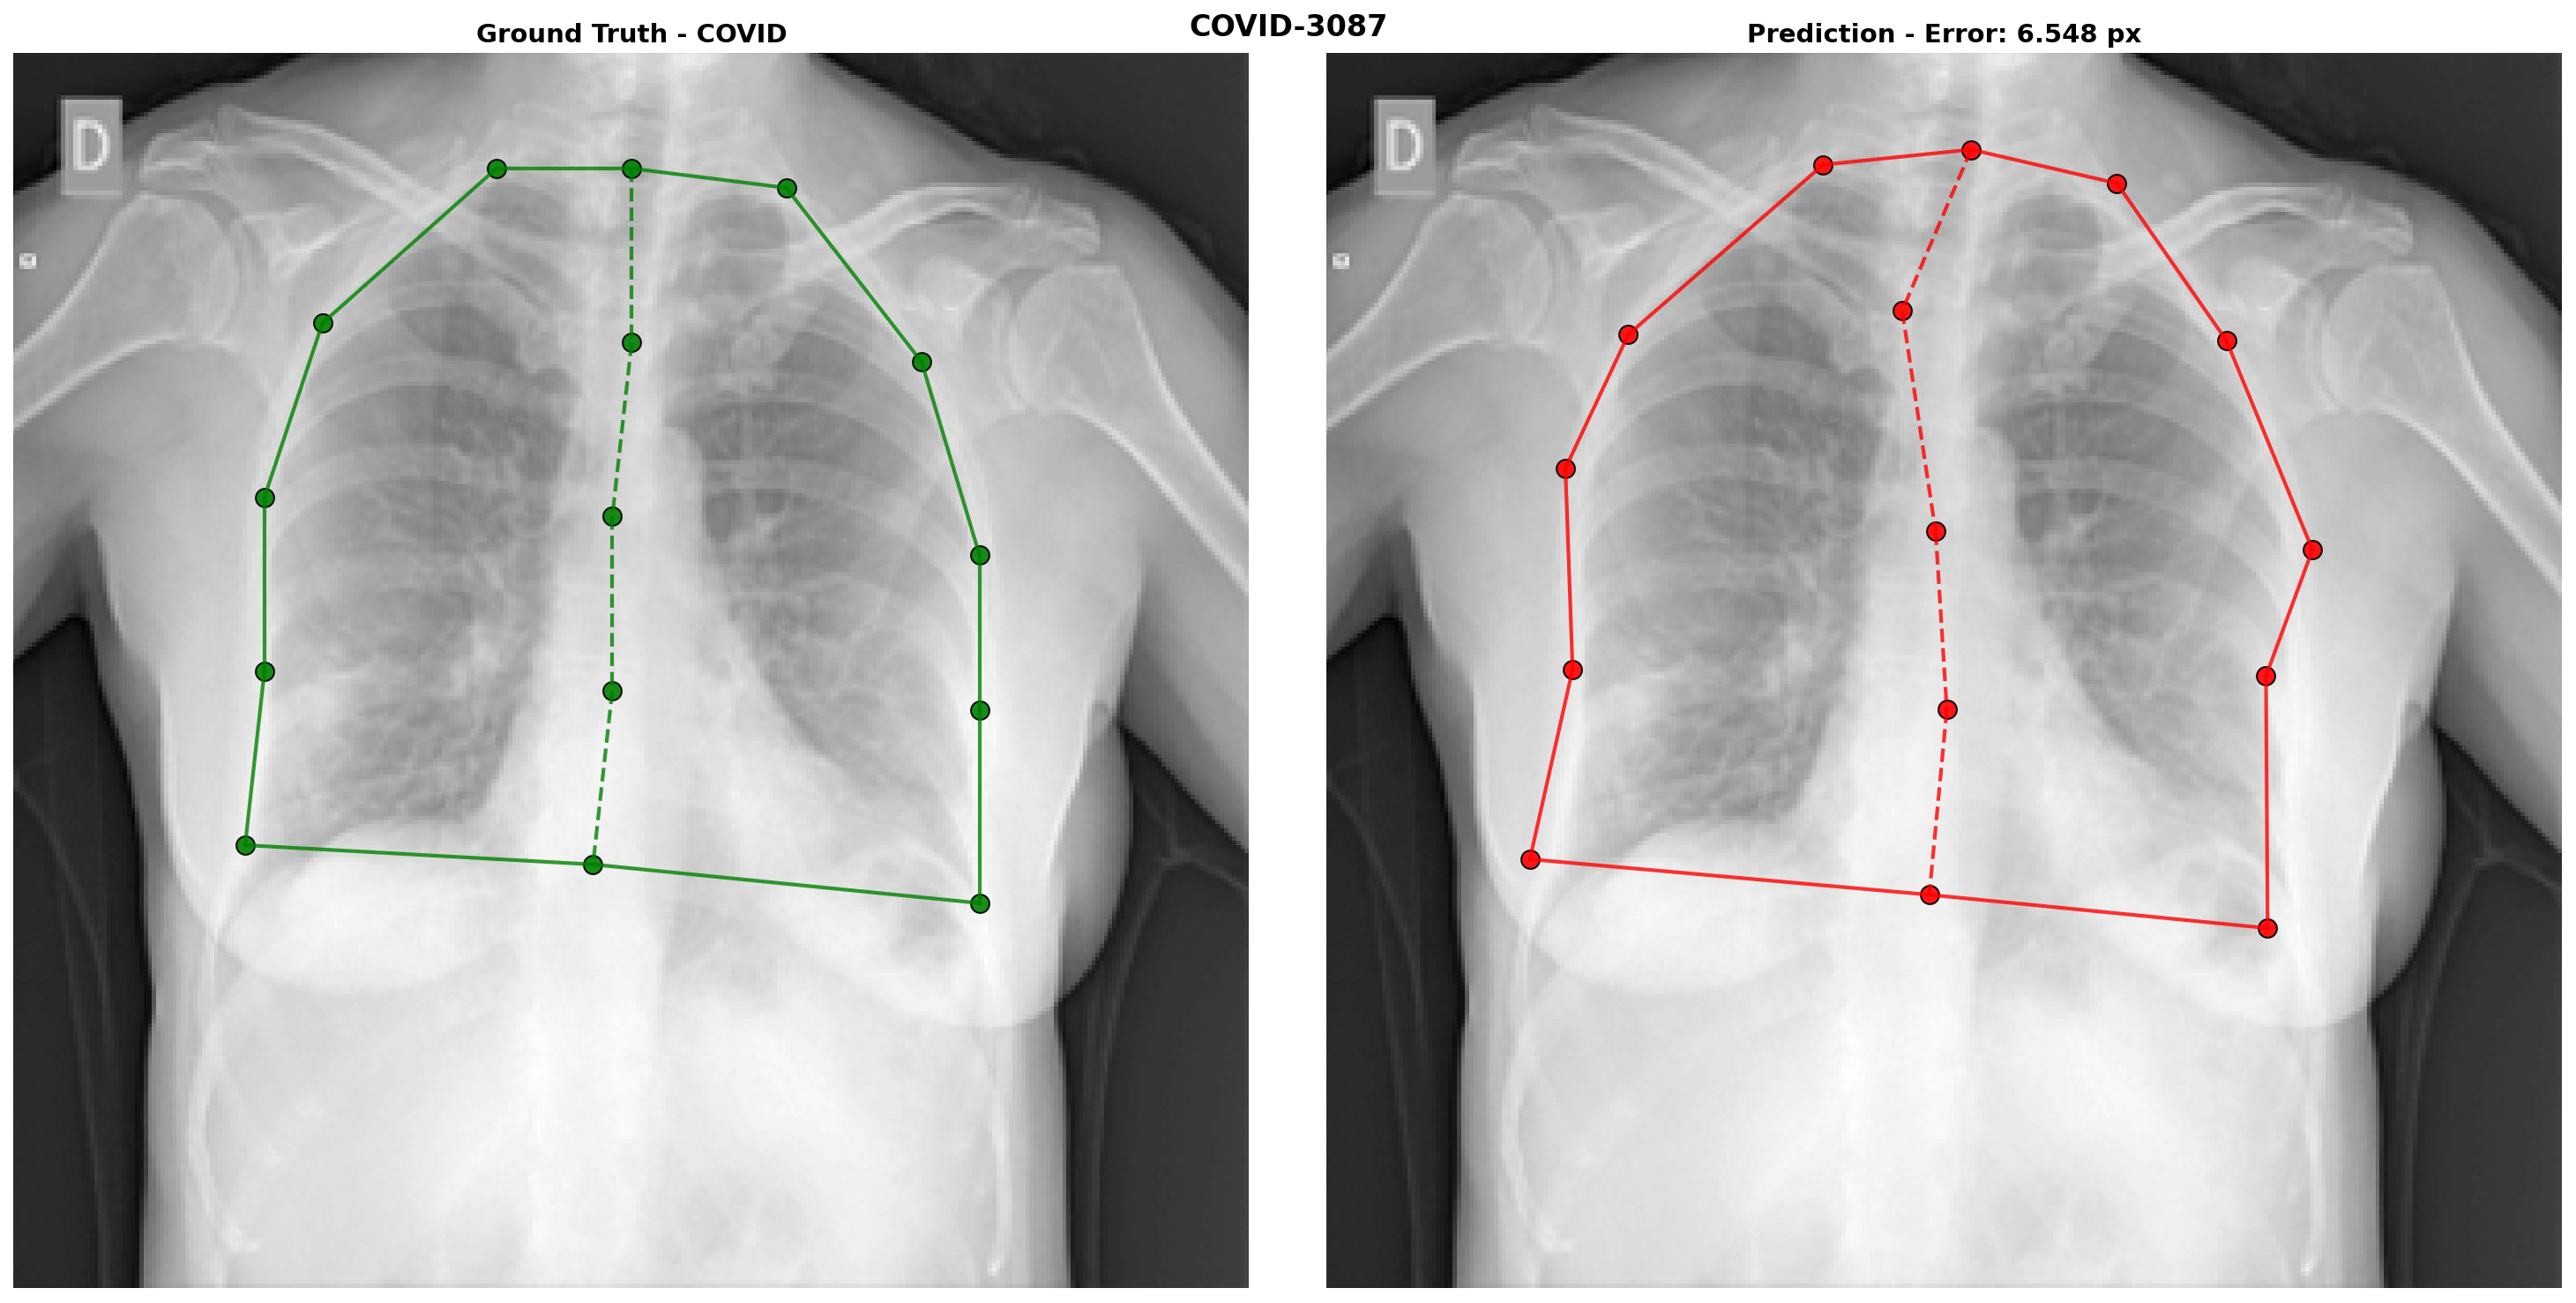 COVID-3087
Ground Truth - COVID
Prediction - Error: 6.548 px
D
D